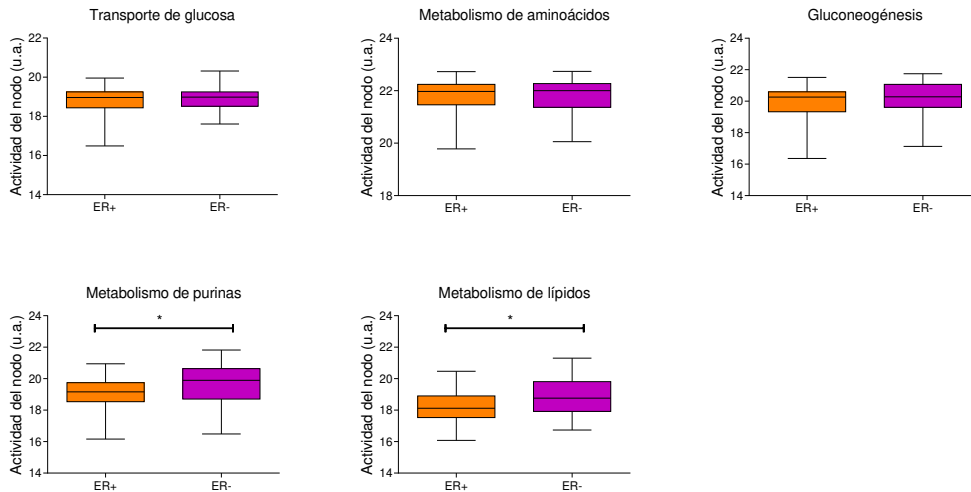 Transporte de glucosa
Actividad del nodo (u.a.)
22
20
18
16
14
ER+
ER-
Metabolismo de aminoácidos
Actividad del nodo (u.a.)
24
22
20
18
ER+
ER-
Gluconeogénesis
Actividad del nodo (u.a.)
24
22
20
18
16
14
ER+
ER-
Metabolismo de purinas
Actividad del nodo (u.a.)
24
22
20
18
16
14
*
ER+
ER-
Metabolismo de lípidos
Actividad del nodo (u.a.)
24
22
20
18
16
14
*
ER+
ER-